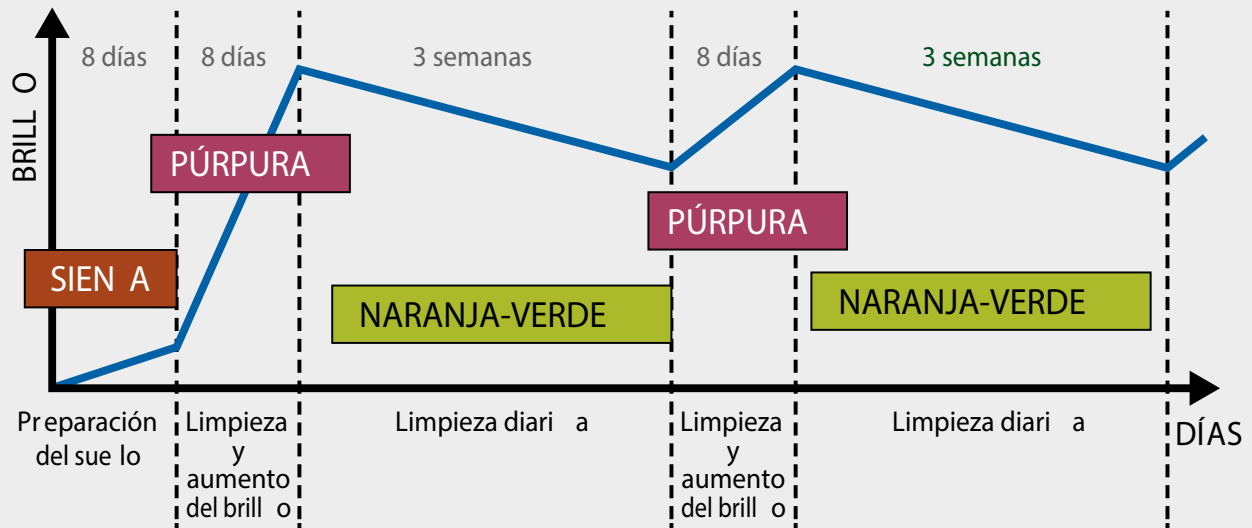 8 días
8 días
3 semanas
8 días
3 semanas
BRILL O
PÚRPURA
PÚRPURA
SIEN A
NARANJA-VERDE
NARANJA-VERDE
Pr eparación
del sue lo
Limpieza
y
aumento
del brill o
Limpieza diari a
Limpieza
y
aumento
del brill o
Limpieza diari a
DÍAS